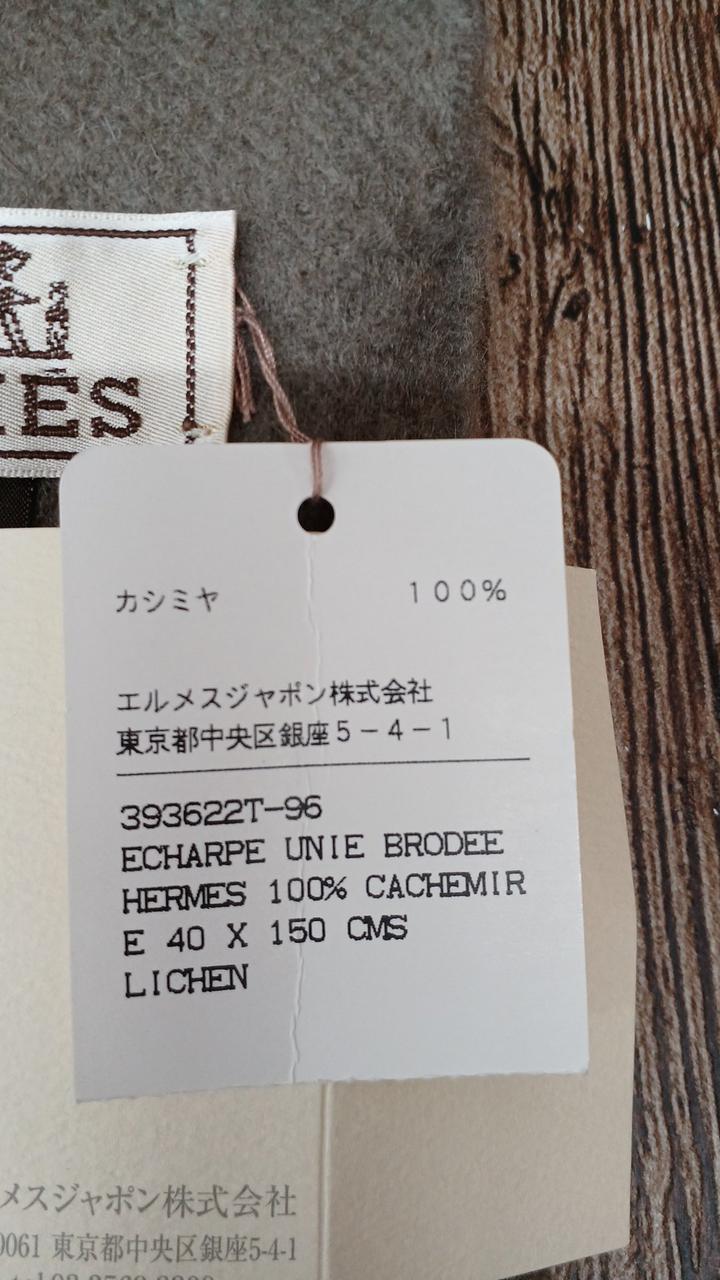 カシミヤ 100%
エルメスジャポン株式会社
東京都中央区銀座5-4-1
393622T-96
ECHARPE UNIE BRODEE
HERMES 100% CACHEMIR
E 40 X 150 CMS
LICHEN
メスジャポン株式会社
0061 東京都中央区銀座5-4-1